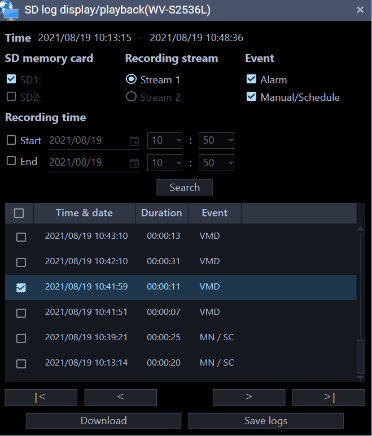 SD log display/playback(WV-S2536L)
Time 2021/08/19 10:13:15 - 2021/08/19 10:48:36
SD memory card Recording stream Event
SD1: Stream 1 Alarm
SD2: Stream 2 Manual/Schedule
Recording time
Start 2021/08/19 10 : 50
End 2021/08/19 10 : 50
Search
Time & date Duration Event
2021/08/19 10:43:10 00:00:13 VMD
2021/08/19 10:42:10 00:00:31 VMD
2021/08/19 10:41:59 00:00:11 VMD
2021/08/19 10:41:51 00:00:07 VMD
2021/08/19 10:39:21 00:00:25 MN / SC
2021/08/19 10:13:14 00:00:20 MN / SC
|< < > >|
Download Save logs